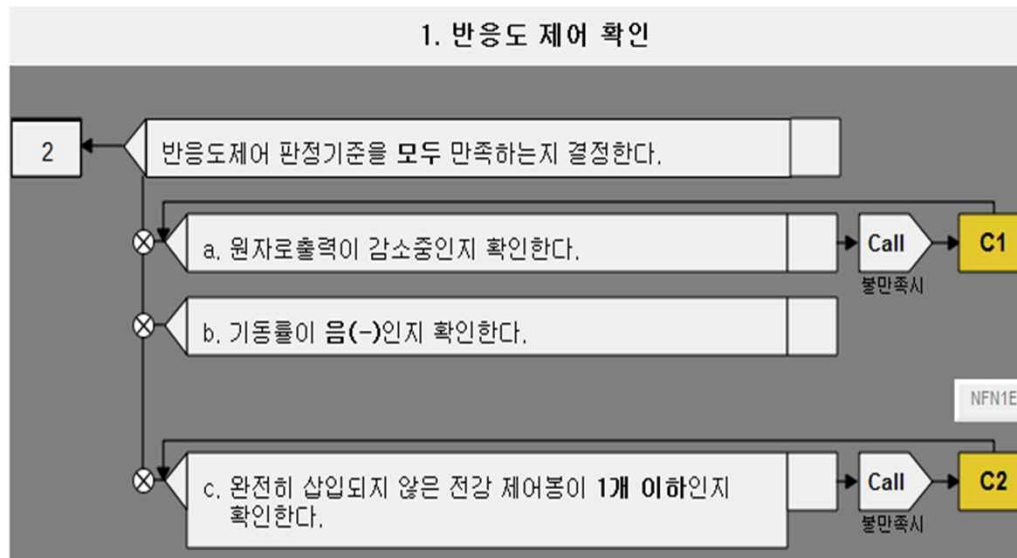 1. 반응도 제어 확인
2
반응도제어 판정기준을 모두 만족하는지 결정한다.
a. 원자로출력이 감소중인지 확인한다.
Call
C1
불만족시
b. 기동률이 음(-)인지 확인한다.
NFN1E
c. 완전히 삽입되지 않은 전강 제어봉이 1개 이하인지
확인한다.
Call
C2
불만족시